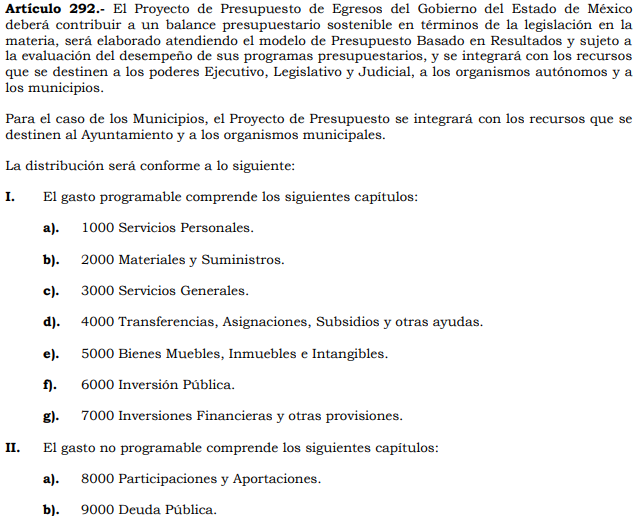 Artículo 292.- El Proyecto de Presupuesto de Egresos del Gobierno del Estado de México
deberá contribuir a un balance presupuestario sostenible en términos de la legislación en la
materia, será elaborado atendiendo el modelo de Presupuesto Basado en Resultados y sujeto a
la evaluación del desempeño de sus programas presupuestarios, y se integrará con los recursos
que se destinen a los poderes Ejecutivo, Legislativo y Judicial, a los organismos autónomos y a
los municipios.
Para el caso de los Municipios, el Proyecto de Presupuesto se integrará con los recursos que se
destinen al Ayuntamiento y a los organismos municipales.
La distribución será conforme a lo siguiente:
I. El gasto programable comprende los siguientes capítulos:
a). 1000 Servicios Personales.
b). 2000 Materiales y Suministros.
c). 3000 Servicios Generales.
d). 4000 Transferencias, Asignaciones, Subsidios y otras ayudas.
e). 5000 Bienes Muebles, Inmuebles e Intangibles.
f). 6000 Inversión Pública.
g). 7000 Inversiones Financieras y otras provisiones.
II. El gasto no programable comprende los siguientes capítulos:
a). 8000 Participaciones y Aportaciones.
b). 9000 Deuda Pública.